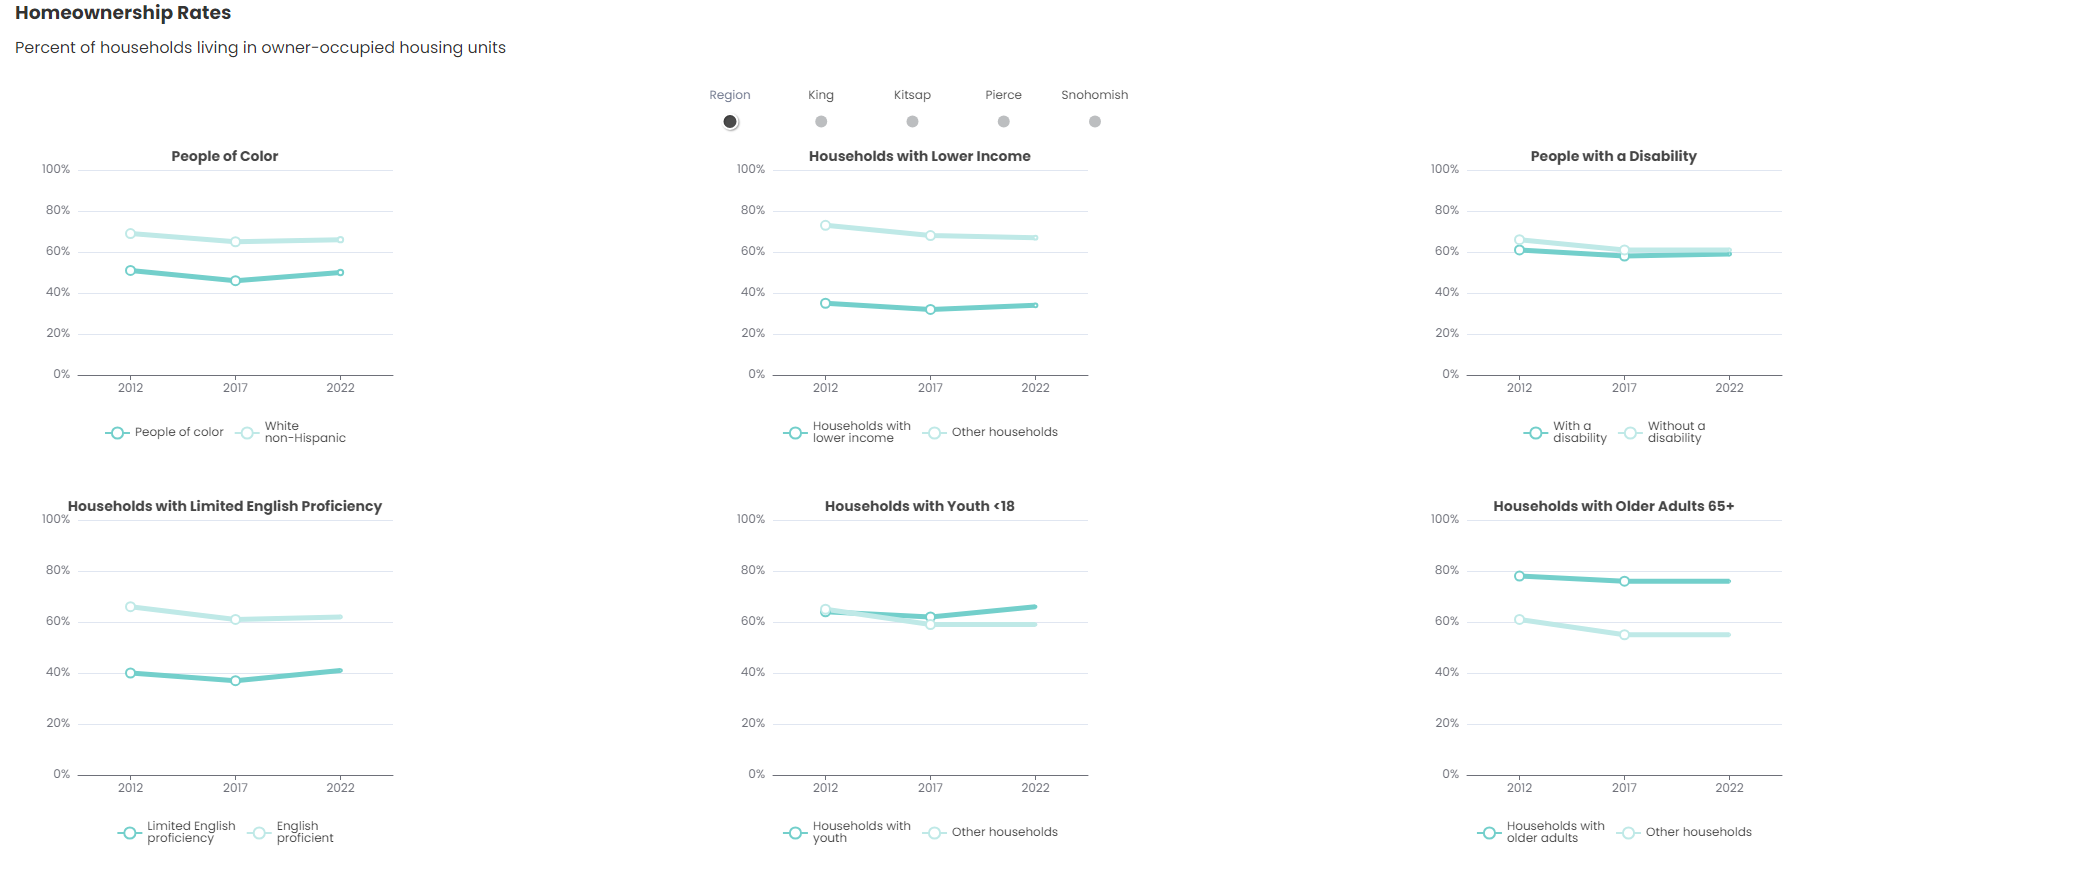 Homeownership Rates
Percent of households living in owner-occupied housing units
Region King Kitsap Pierce Snohomish
People of Color
100%
80%
60%
40%
20%
0%
2012 2017 2022
People of color
White
non-Hispanic
Households with Lower Income
100%
80%
60%
40%
20%
0%
2012 2017 2022
Households with
lower income
Other households
People with a Disability
100%
80%
60%
40%
20%
0%
2012 2017 2022
With a
disability
Without a
disability
Households with Limited English Proficiency
100%
80%
60%
40%
20%
0%
2012 2017 2022
Limited English
proficiency
English
proficient
Households with Youth <18
100%
80%
60%
40%
20%
0%
2012 2017 2022
Households with
youth
Other households
Households with Older Adults 65+
100%
80%
60%
40%
20%
0%
2012 2017 2022
Households with
older adults
Other households